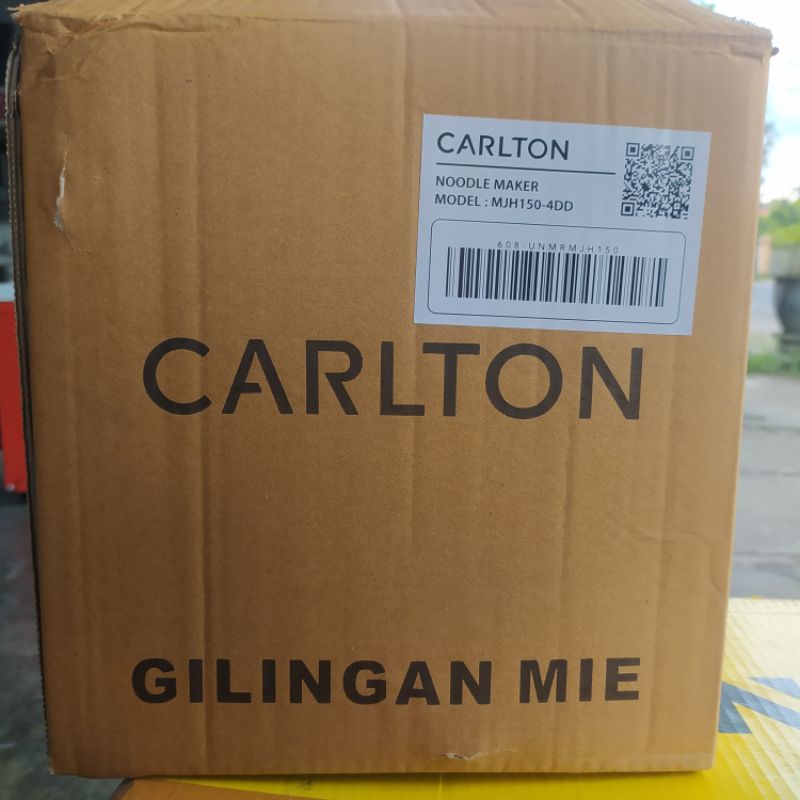 CARLTON
NOODLE MAKER
MODEL : MJH150-4DD
608-UNMRMJH150
CARLTON
GILINGAN MIE